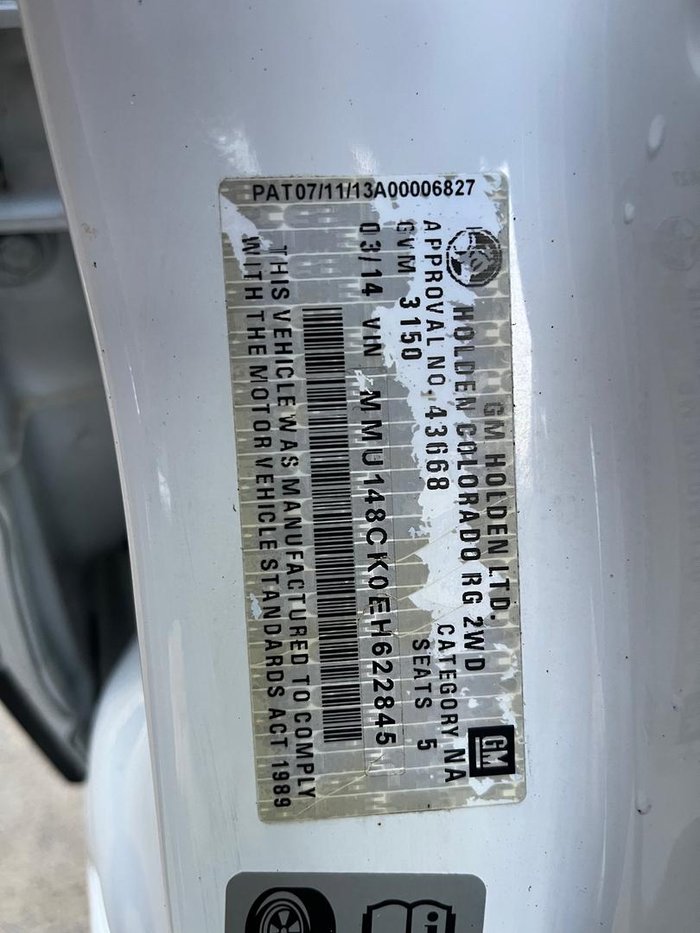 PAT07/11/13A00006827
GM HOLDEN LTD.
HOLDEN COLORADO RG 2WD
APPROVAL NO. 43668 CATEGORY NA
GVM 3150 SEATS 5
03/14 VIN MMU148CK0EH622845
THIS VEHICLE WAS MANUFACTURED TO COMPLY
WITH THE MOTOR VEHICLE STANDARDS ACT 1989
GM
i